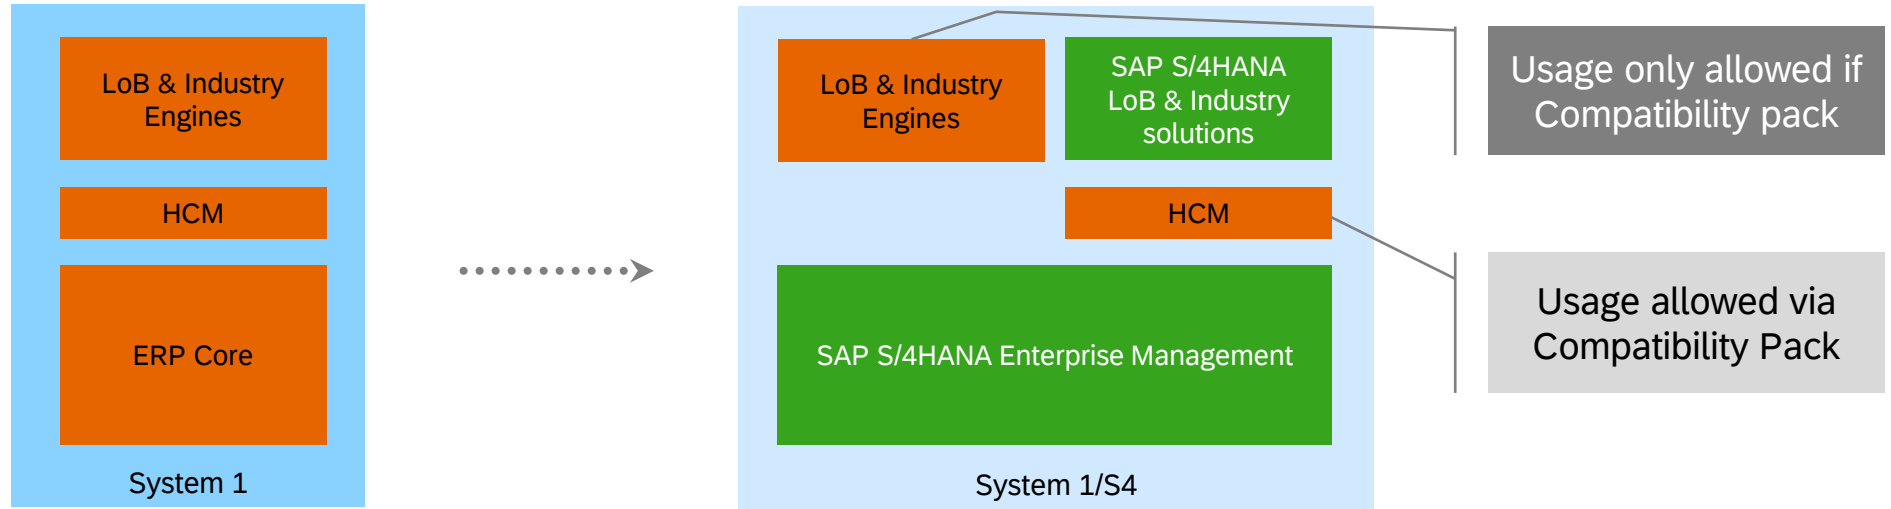 LoB & Industry
Engines
HCM
ERP Core
System 1
LoB & Industry
Engines
SAP S/4HANA
LoB & Industry
solutions
HCM
SAP S/4HANA Enterprise Management
System 1/S4
Usage only allowed if
Compatibility pack
Usage allowed via
Compatibility Pack